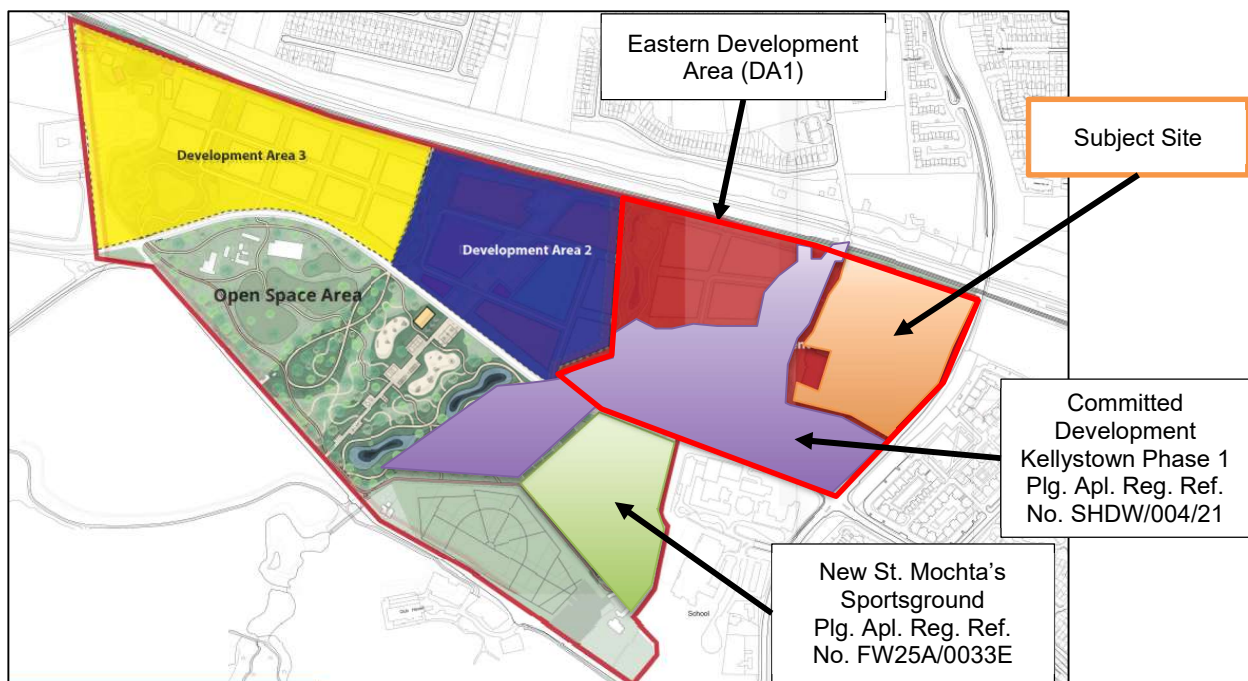 Eastern Development
Area (DA1)
Subject Site
Development Area 3
Development Area 2
Open Space Area
Committed
Development
Kellystown Phase 1
Plg. Apl. Reg. Ref.
No. SHDW/004/21
New St. Mochta’s
Sportsground
Plg. Apl. Reg. Ref.
No. FW25A/0033E
School